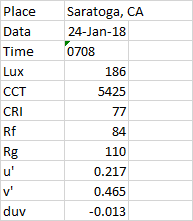 Place Saratoga, CA
Data 24-Jan-18
Time 0708
Lux 186
CCT 5425
CRI 77
Rf 84
Rg 110
u' 0.217
v' 0.465
duv -0.013